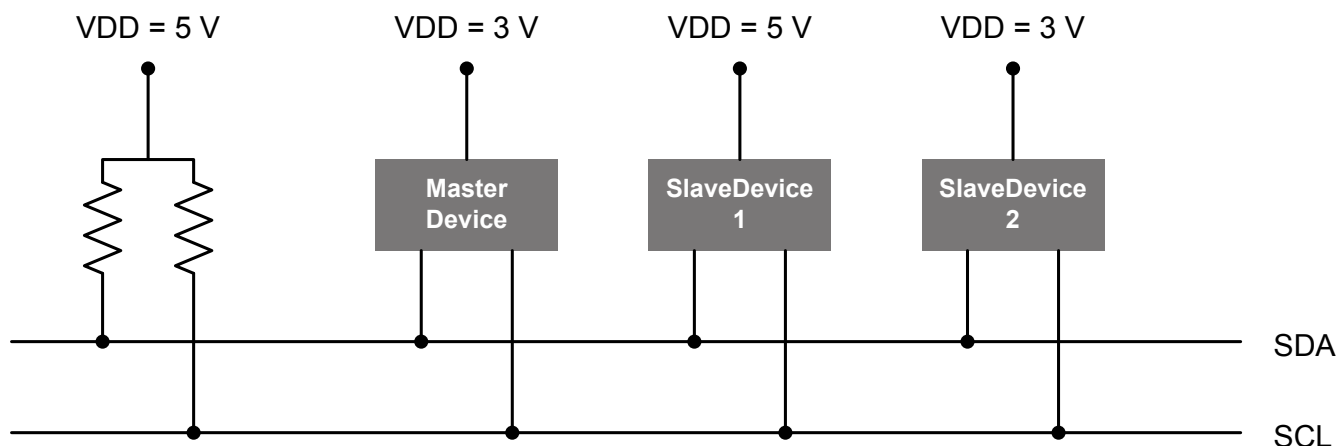 VDD = 5 V
VDD = 3 V
VDD = 5 V
VDD = 3 V
Master
Device
SlaveDevice
1
SlaveDevice
2
SDA
SCL